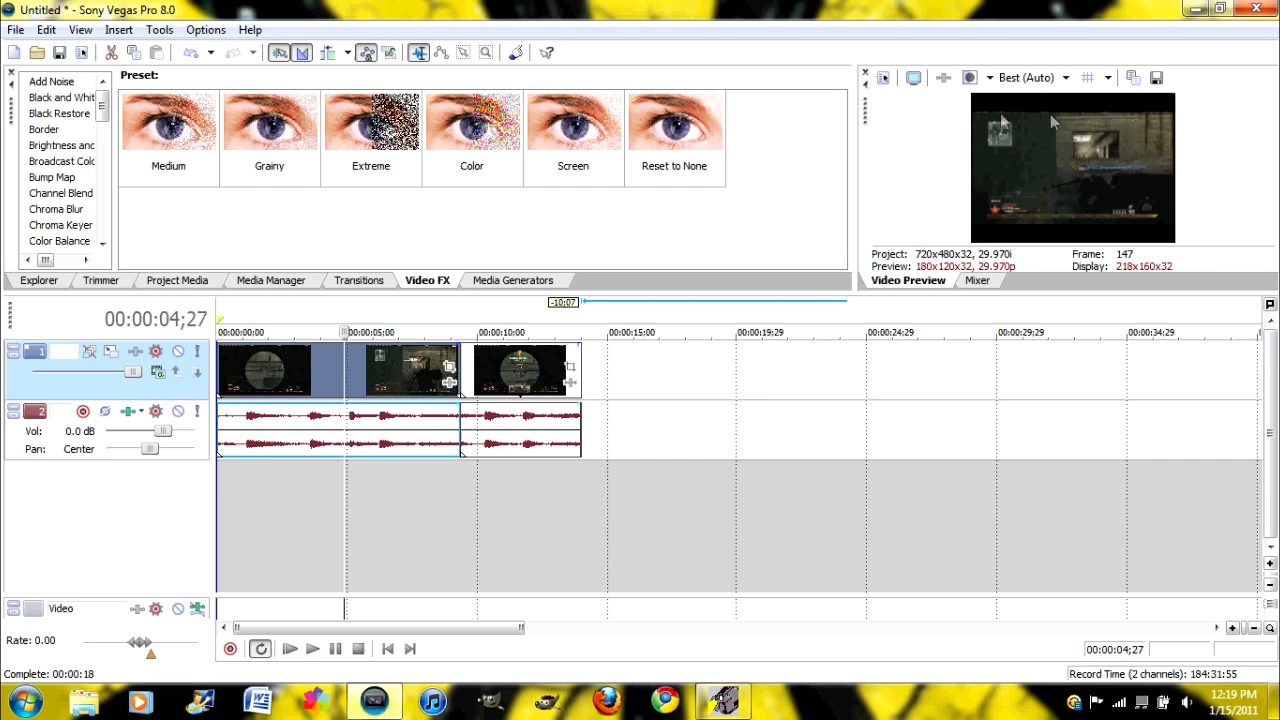 Untitled * - Sony Vegas Pro 8.0
File Edit View Insert Tools Options Help
Add Noise
Black and Whit
Black Restore
Border
Brightness and
Broadcast Colo
Bump Map
Channel Blend
Chroma Blur
Chroma Keyer
Color Balance
Preset:
Medium Grainy Extreme Color Screen Reset to None
Best (Auto)
Project: 720x480x32, 29.970i Frame: 147
Preview: 180x120x32, 29.970p Display: 218x160x32
Explorer Trimmer Project Media Media Manager Transitions Video FX Media Generators
Video Preview Mixer
-10:07
00:00:04;27
00:00:00;00 00:00:05;00 00:00:10;00 00:00:15;00 00:00:19;29 00:00:24;29 00:00:29;29 00:00:34;29
1
2
Vol: 0.0 dB
Pan: Center
Video
Rate: 0.00
00:00:04;27
Complete: 00:00:18
Record Time (2 channels): 184:31:55
12:19 PM
1/15/2011